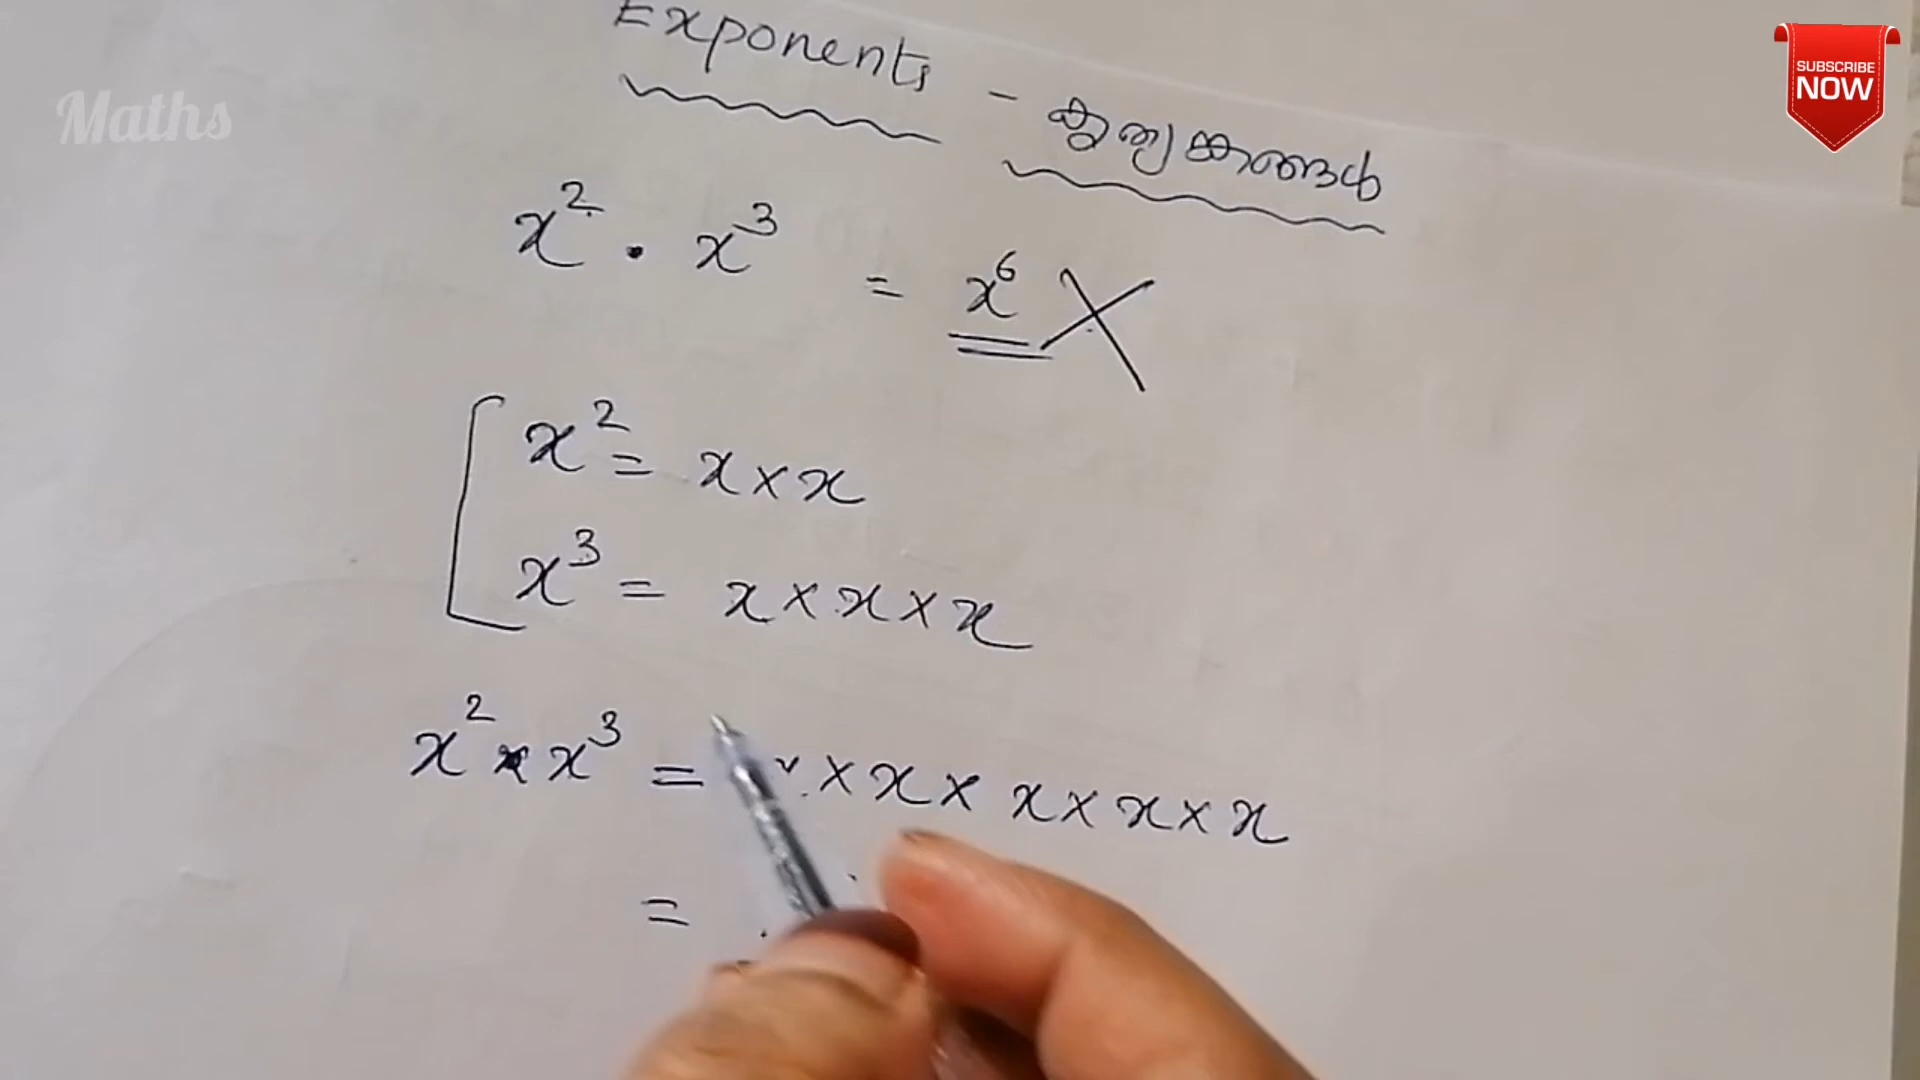 Exponents - കൃത്യങ്കങ്ങൾ
Maths
SUBSCRIBE
NOW
x² · x³ = x⁶ X
x² = x × x
x³ = x × x × x
x² × x³ = x × x × x × x × x
=